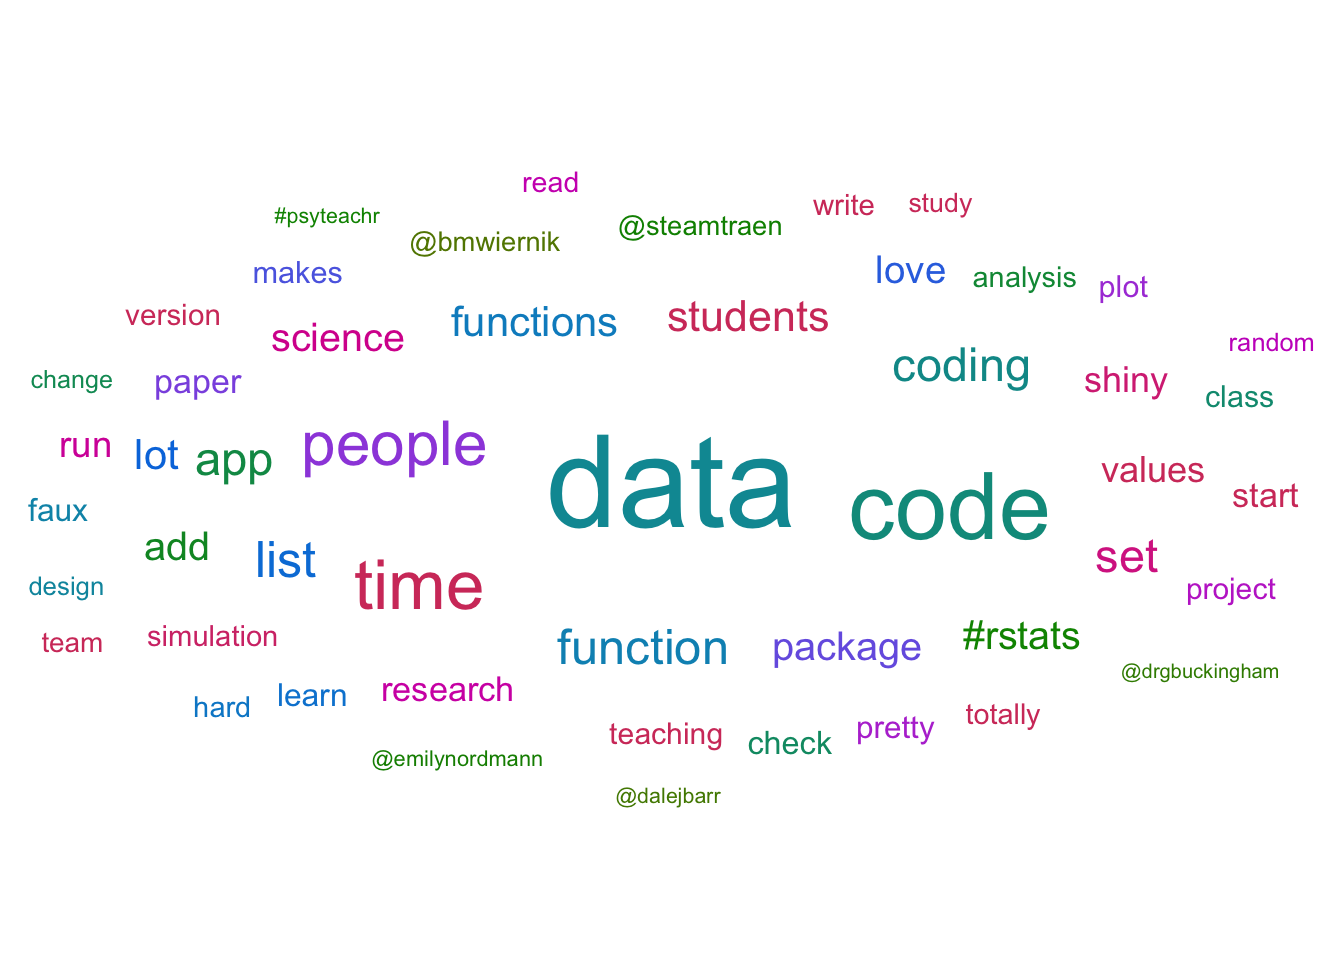 read
write
study
#psyteachr
@steamtraen
@bmwiernik
makes
love
analysis
plot
version
science
functions
students
random
change
paper
coding
shiny
class
run
lot
app
people
data
code
values
start
faux
add
list
time
set
design
project
team
simulation
function
package
#rstats
@drgbuckingham
hard
learn
research
teaching
check
pretty
totally
@emilynordmann
@dalejbarr